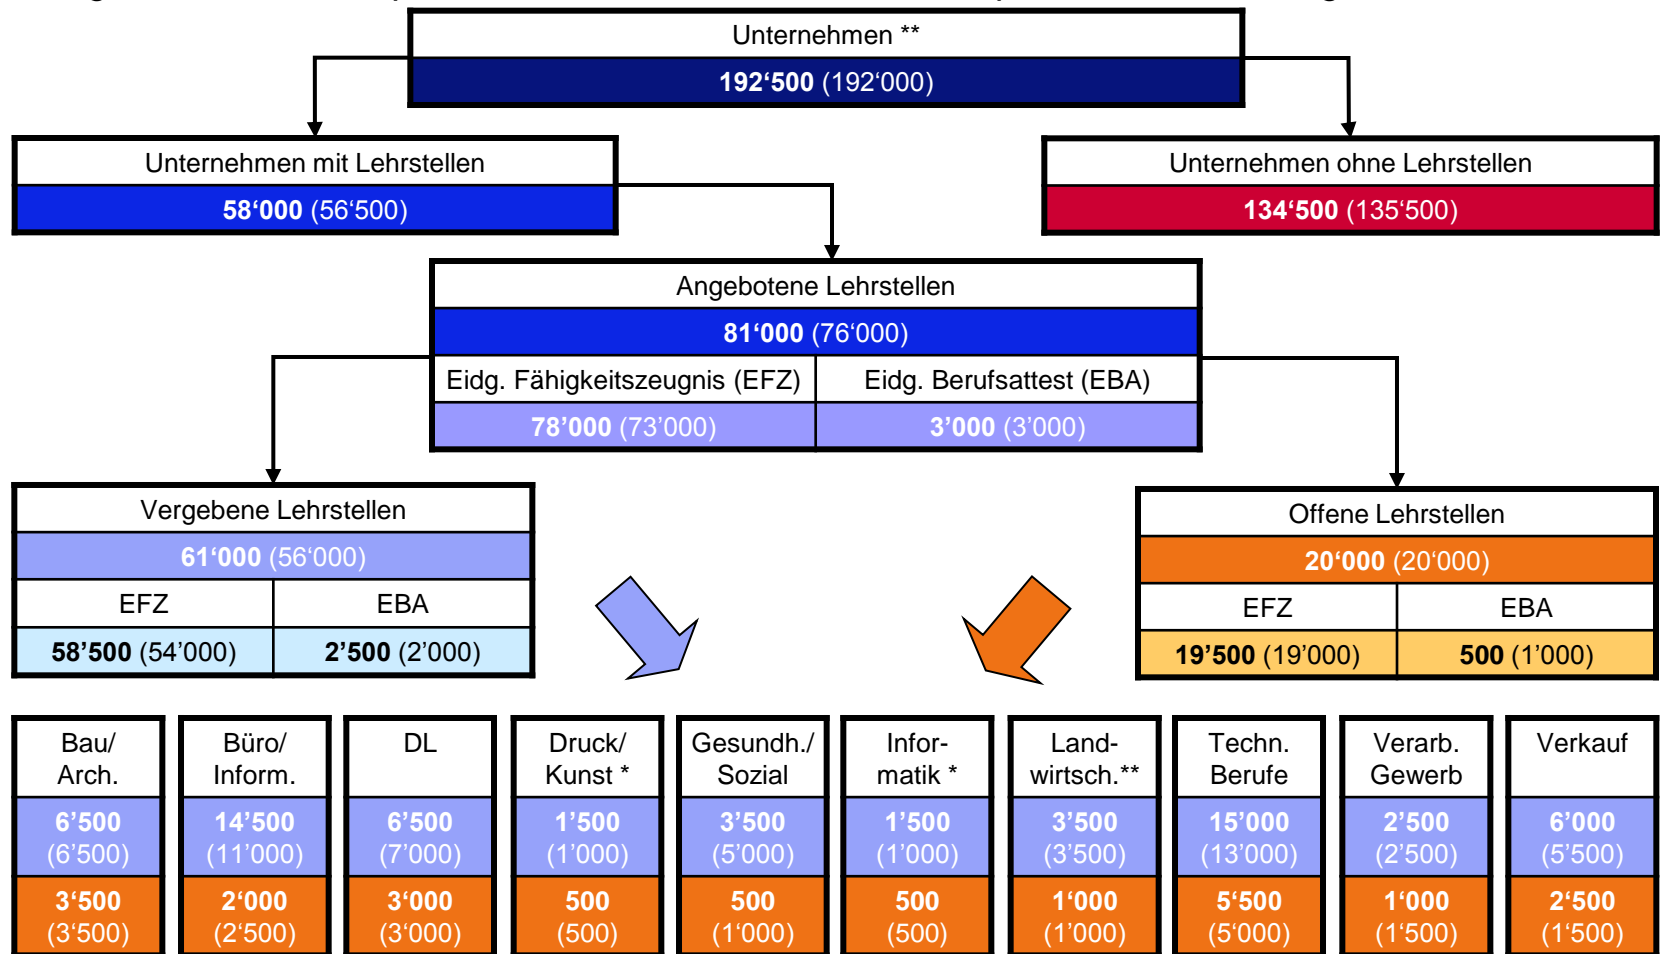 Unternehmen **
192‘500 (192‘000)
Unternehmen mit Lehrstellen
58‘000 (56‘500)
Unternehmen ohne Lehrstellen
134‘500 (135‘500)
Angebotene Lehrstellen
81‘000 (76‘000)
Eidg. Fähigkeitszeugnis (EFZ)
Eidg. Berufsattest (EBA)
78’000 (73’000)
3’000 (3’000)
Vergebene Lehrstellen
61‘000 (56‘000)
EFZ
EBA
58’500 (54’000)
2’500 (2’000)
Offene Lehrstellen
20‘000 (20‘000)
EFZ
EBA
19’500 (19’000)
500 (1’000)
Bau/
Arch.
6’500
(6’500)
3‘500
(3’500)
Büro/
Inform.
14’500
(11’000)
2‘000
(2’500)
DL
6’500
(7’000)
3‘000
(3‘000)
Druck/
Kunst *
1’500
(1’000)
500
(500)
Gesundh./
Sozial
3’500
(5’000)
500
(1‘000)
Infor-
matik *
1’500
(1’000)
500
(500)
Land-
wirtsch.**
3’500
(3’500)
1‘000
(1’000)
Techn.
Berufe
15’000
(13’000)
5’500
(5‘000)
Verarb.
Gewerb
2’500
(2’500)
1‘000
(1’500)
Verkauf
6’000
(5’500)
2’500
(1’500)